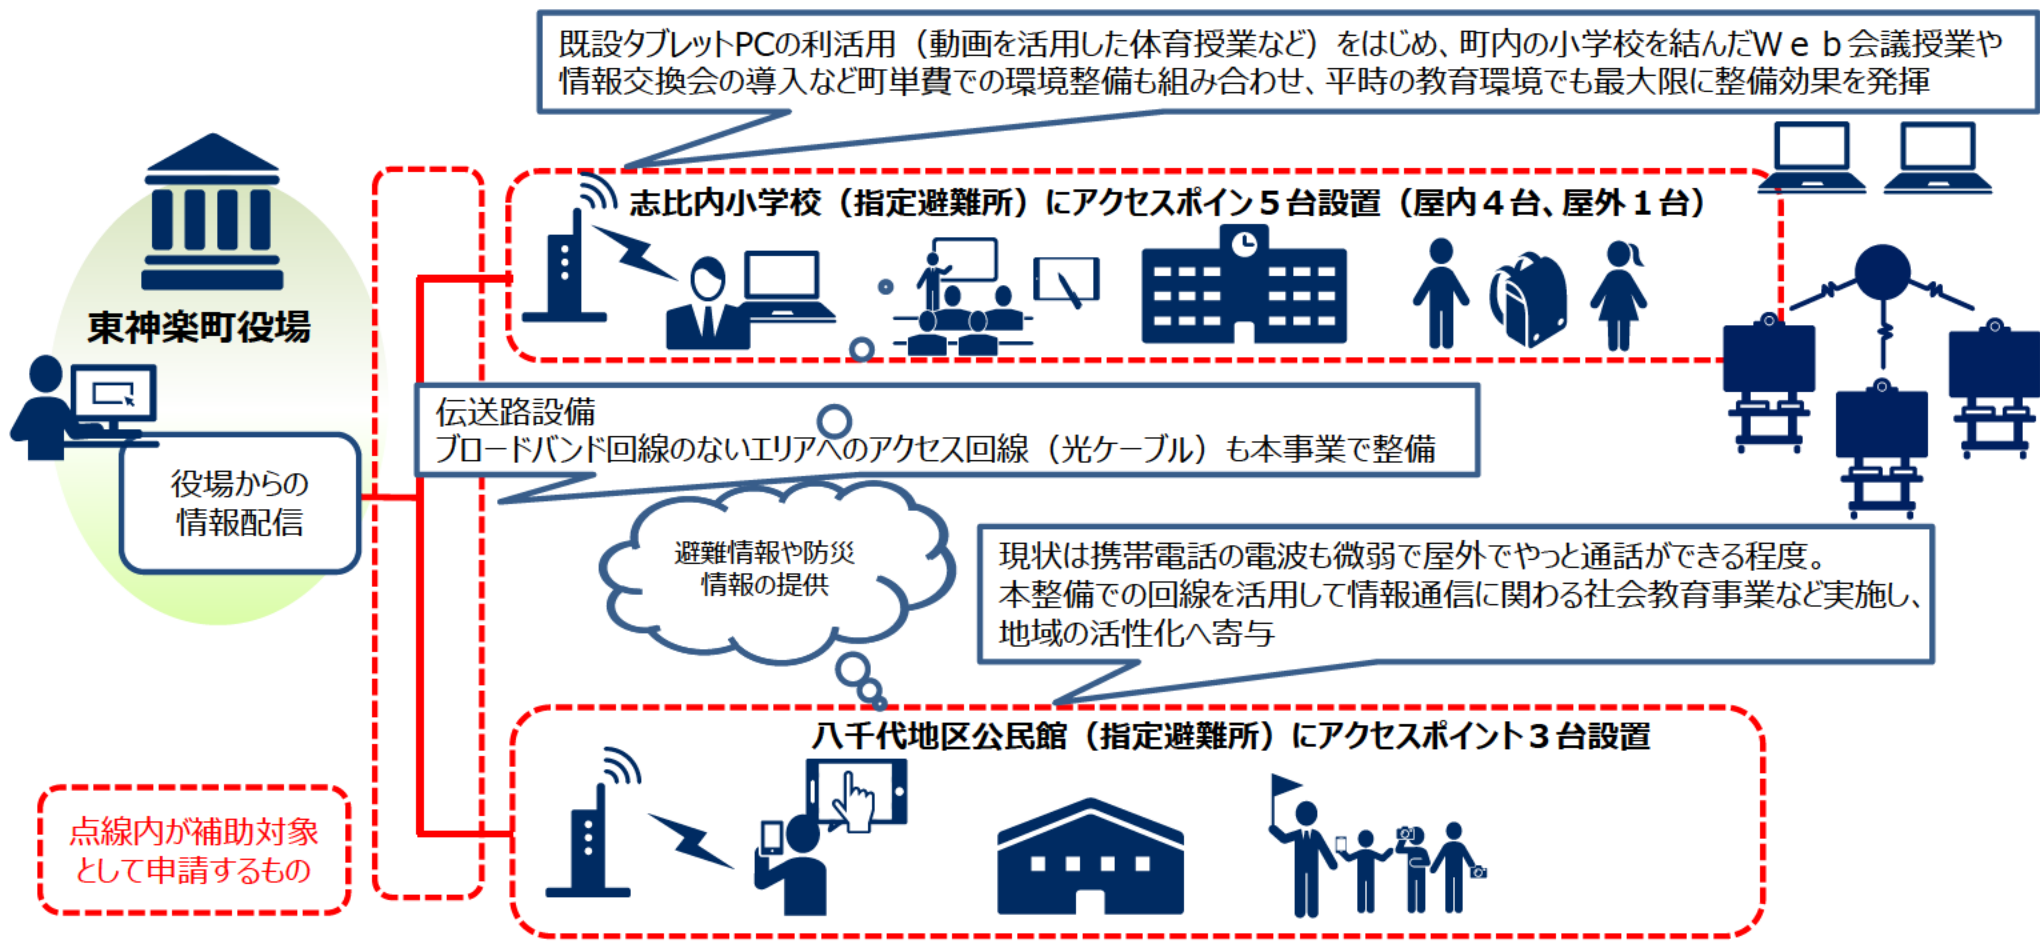 既設タブレットPCの利活用（動画を活用した体育授業など）をはじめ、町内の小学校を結んだＷｅｂ会議授業や
情報交換会の導入など町単費での環境整備も組み合わせ、平時の教育環境でも最大限に整備効果を発揮
志比内小学校（指定避難所）にアクセスポイン５台設置（屋内４台、屋外１台）
東神楽町役場
役場からの
情報配信
伝送路設備
ブロードバンド回線のないエリアへのアクセス回線（光ケーブル）も本事業で整備
避難情報や防災
情報の提供
現状は携帯電話の電波も微弱で屋外でやっと通話ができる程度。
本整備での回線を活用して情報通信に関わる社会教育事業など実施し、
地域の活性化へ寄与
八千代地区公民館（指定避難所）にアクセスポイント３台設置
点線内が補助対象
として申請するもの